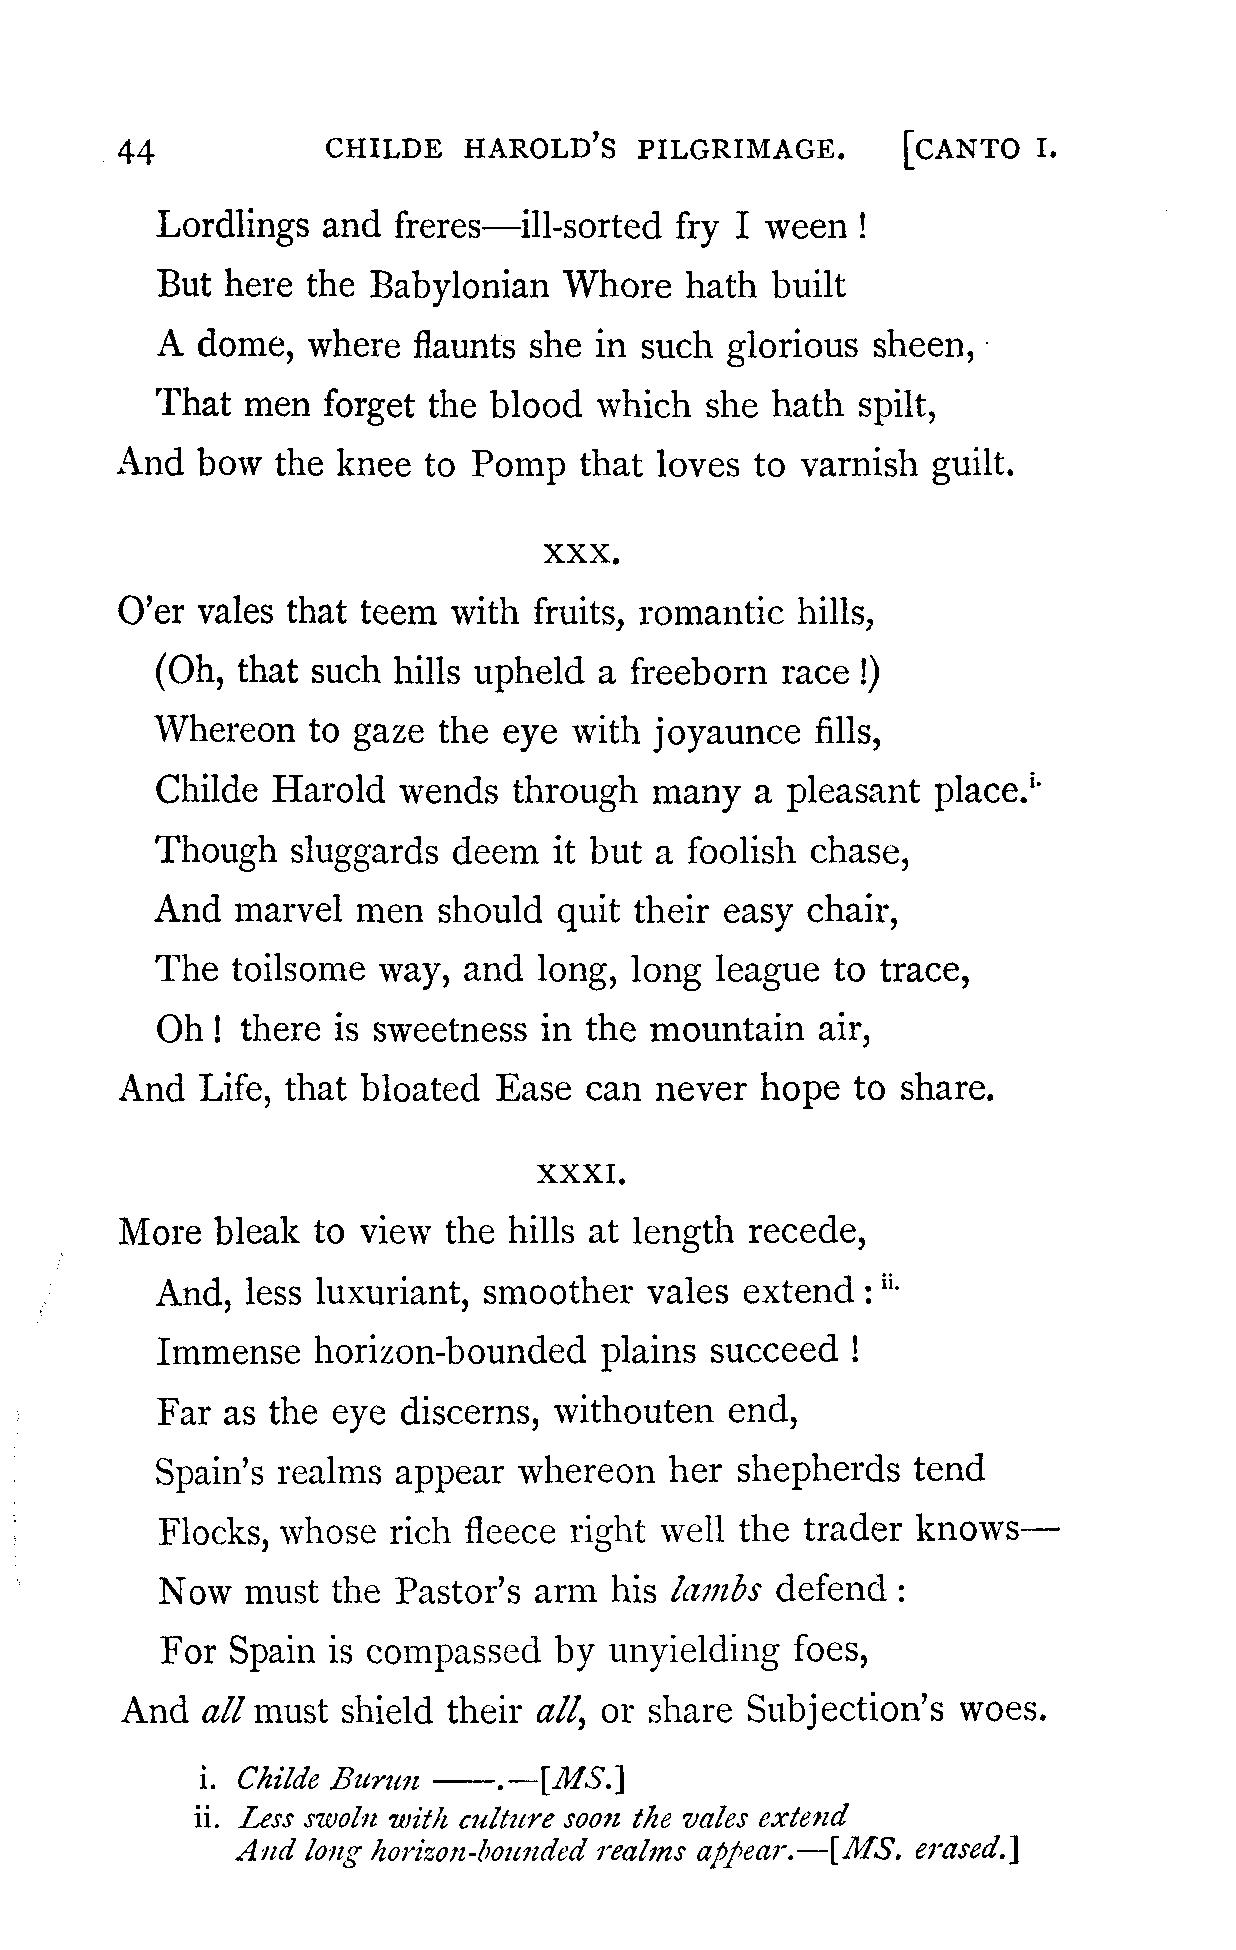 44 CHILDE HAROLD'S PILGRIMAGE. [CANTO I.
Lordlings and freres—ill-sorted fry I ween !
But here the Babylonian Whore hath built
A dome, where flaunts she in such glorious sheen,
That men forget the blood which she hath spilt,
And bow the knee to Pomp that loves to varnish guilt.
XXX.
O'er vales that teem with fruits, romantic hills,
(Oh, that such hills upheld a freeborn race !)
Whereon to gaze the eye with joyaunce fills,
Childe Harold wends through many a pleasant place.i.
Though sluggards deem it but a foolish chase,
And marvel men should quit their easy chair,
The toilsome way, and long, long league to trace,
Oh ! there is sweetness in the mountain air,
And Life, that bloated Ease can never hope to share.
XXXI.
More bleak to view the hills at length recede,
And, less luxuriant, smoother vales extend : ii.
Immense horizon-bounded plains succeed !
Far as the eye discerns, withouten end,
Spain's realms appear whereon her shepherds tend
Flocks, whose rich fleece right well the trader knows—
Now must the Pastor's arm his lambs defend :
For Spain is compassed by unyielding foes,
And all must shield their all, or share Subjection's woes.
i. Childe Burun ——.—[MS.]
ii. Less swoln with culture soon the vales extend
And long horizon-bounded realms appear.—[MS. erased.]